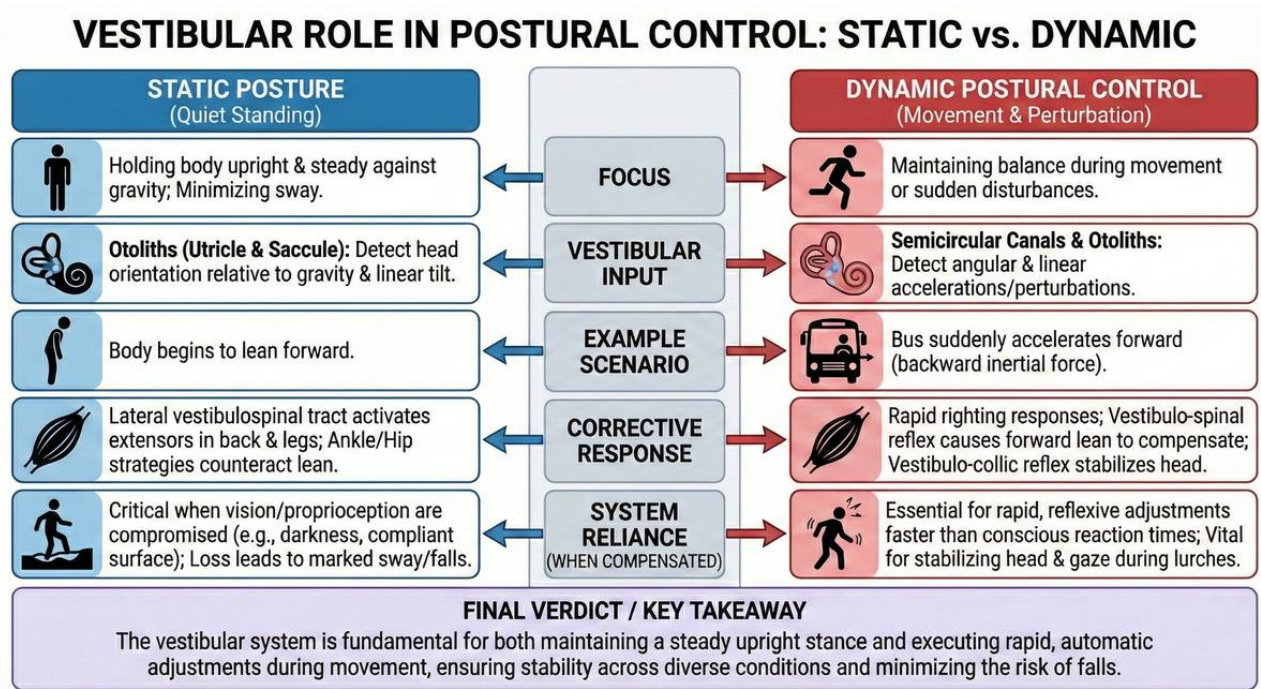 VESTIBULAR ROLE IN POSTURAL CONTROL: STATIC vs. DYNAMIC
STATIC POSTURE
(Quiet Standing)
DYNAMIC POSTURAL CONTROL
(Movement & Perturbation)
Holding body upright & steady against
gravity; Minimizing sway.
FOCUS
Maintaining balance during movement
or sudden disturbances.
Otoliths (Utricle & Saccule): Detect head
orientation relative to gravity & linear tilt.
VESTIBULAR
INPUT
Semicircular Canals & Otoliths:
Detect angular & linear
accelerations/perturbations.
Body begins to lean forward.
EXAMPLE
SCENARIO
Bus suddenly accelerates forward
(backward inertial force).
Lateral vestibulospinal tract activates
extensors in back & legs; Ankle/Hip
strategies counteract lean.
CORRECTIVE
RESPONSE
Rapid righting responses; Vestibulo-spinal
reflex causes forward lean to compensate;
Vestibulo-collic reflex stabilizes head.
Critical when vision/proprioception are
compromised (e.g., darkness, compliant
surface); Loss leads to marked sway/falls.
SYSTEM
RELIANCE
(WHEN COMPENSATED)
Essential for rapid, reflexive adjustments
faster than conscious reaction times; Vital
for stabilizing head & gaze during lurches.
FINAL VERDICT / KEY TAKEAWAY
The vestibular system is fundamental for both maintaining a steady upright stance and executing rapid, automatic
adjustments during movement, ensuring stability across diverse conditions and minimizing the risk of falls.